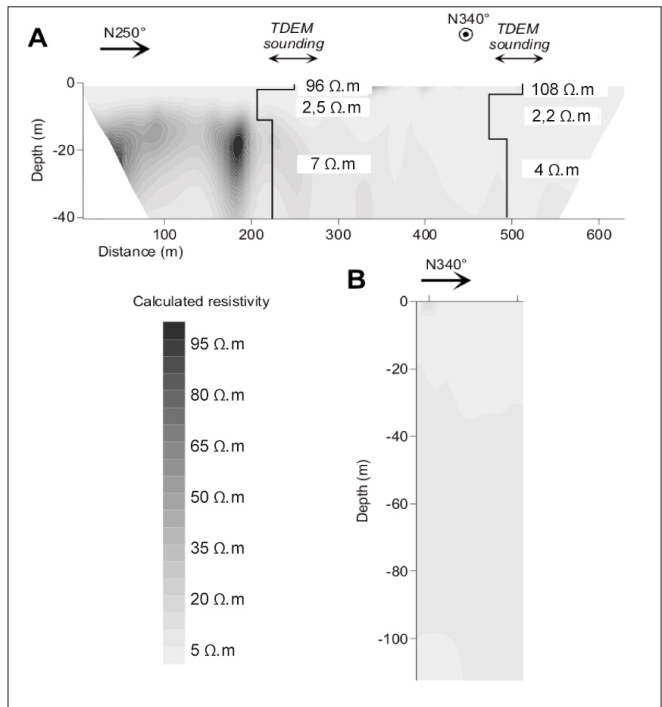 A
N250°
TDEM
sounding
N340°
TDEM
sounding
0
-20
-40
Depth (m)
96 Ω.m
2,5 Ω.m
7 Ω.m
108 Ω.m
2,2 Ω.m
4 Ω.m
100
200
300
400
500
600
Distance (m)
B
N340°
0
-20
-40
-60
-80
-100
Depth (m)
Calculated resistivity
95 Ω.m
80 Ω.m
65 Ω.m
50 Ω.m
35 Ω.m
20 Ω.m
5 Ω.m